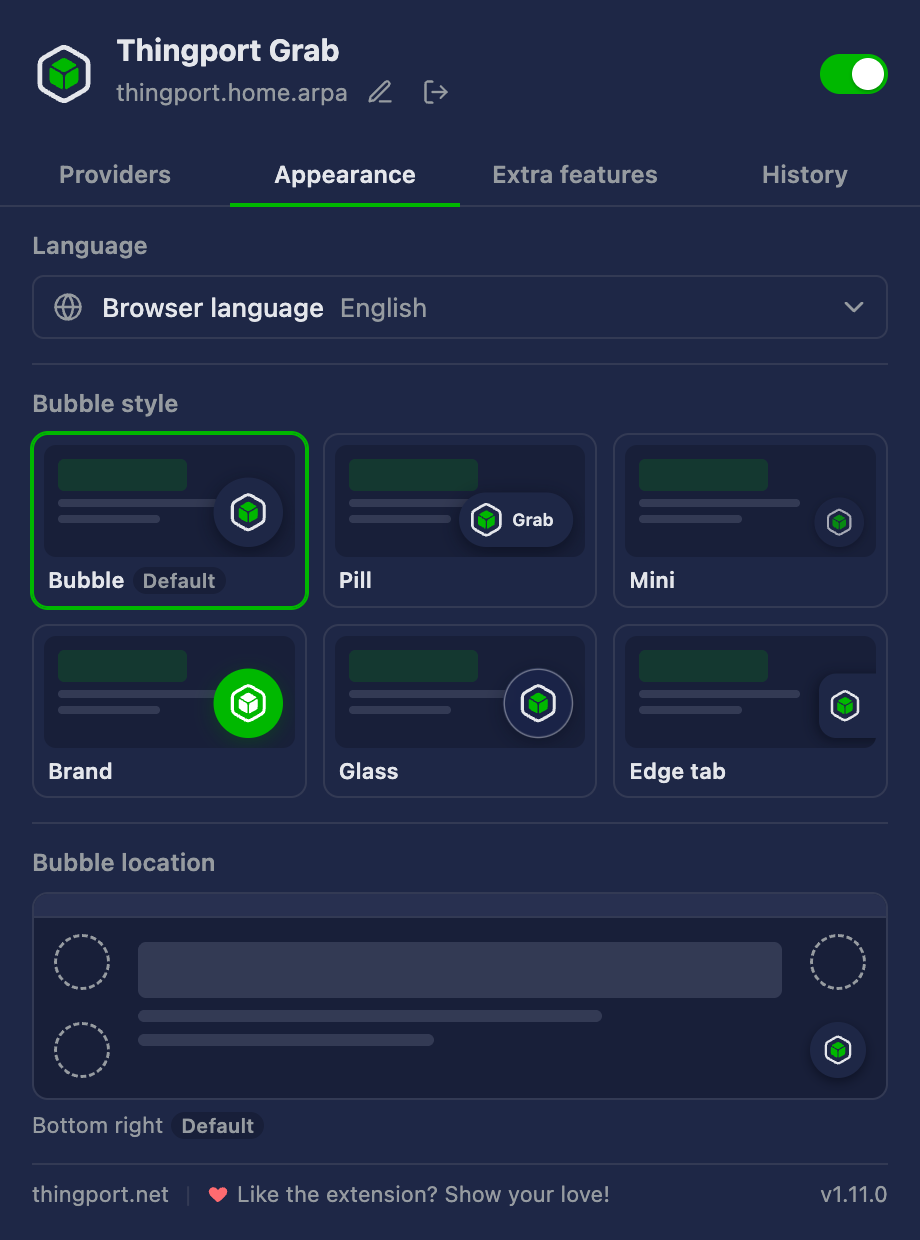 Thingport Grab
thingport.home.arpa
Providers Appearance Extra features History
Language
Browser language English
Bubble style
Grab
Bubble Default Pill Mini
Brand Glass Edge tab
Bubble location
Bottom right Default
thingport.net Like the extension? Show your love! v1.11.0